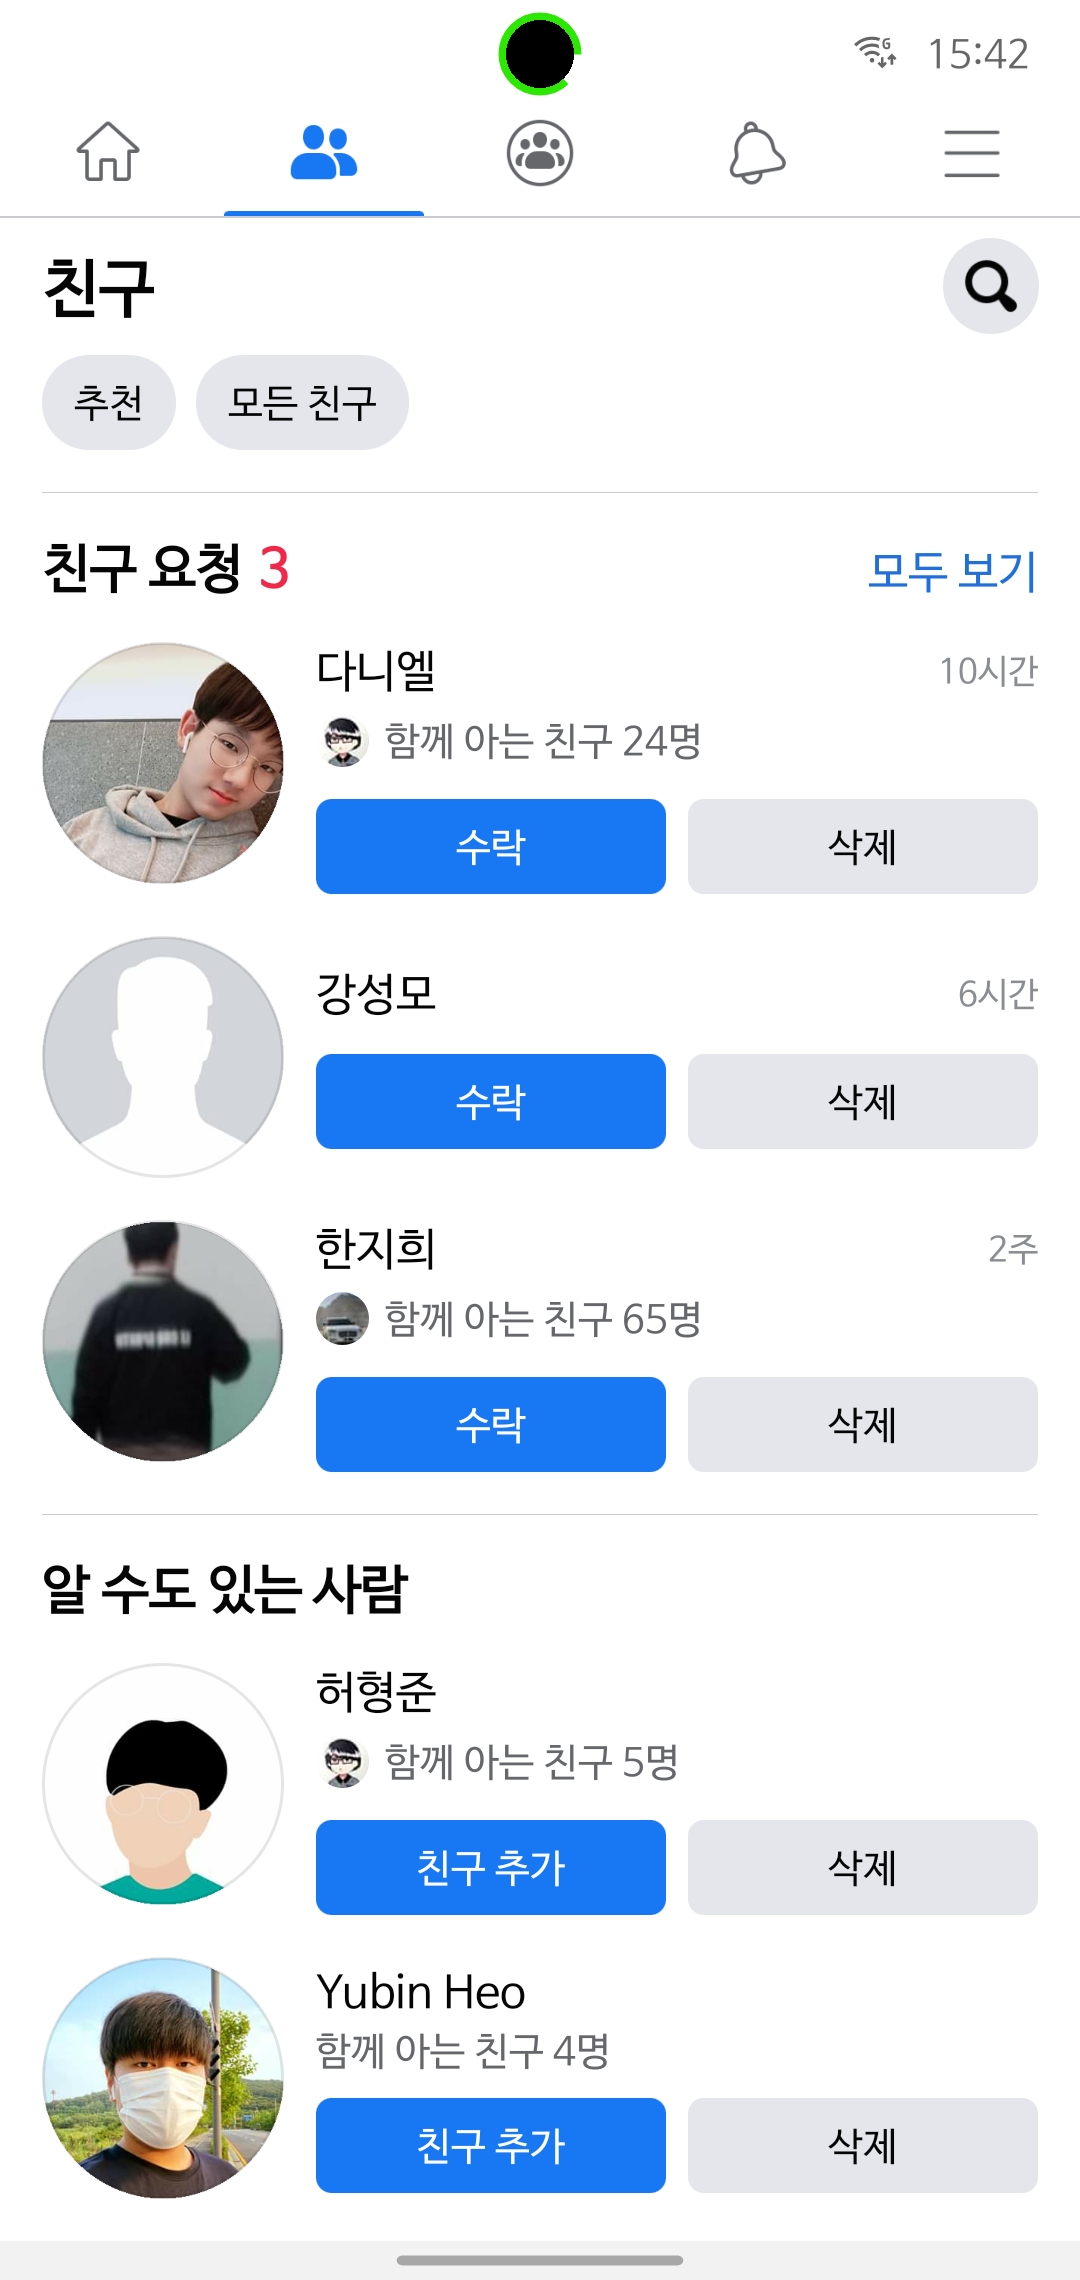 15:42
친구
추천 모든 친구
친구 요청 3 모두 보기
다니엘 10시간
함께 아는 친구 24명
수락 삭제
강성모 6시간
수락 삭제
한지희 2주
함께 아는 친구 65명
수락 삭제
알 수도 있는 사람
허형준
함께 아는 친구 5명
친구 추가 삭제
Yubin Heo
함께 아는 친구 4명
친구 추가 삭제